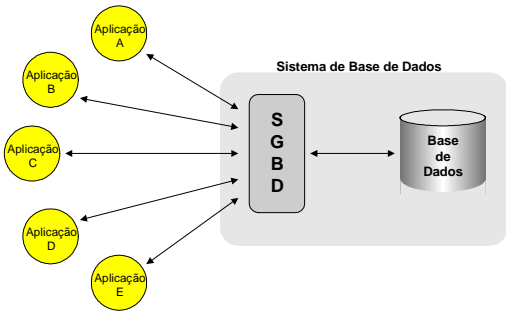 Aplicação
A
Sistema de Base de Dados
Aplicação
B
Aplicação
C
Aplicação
D
Aplicação
E
S
G
B
D
Base
de
Dados